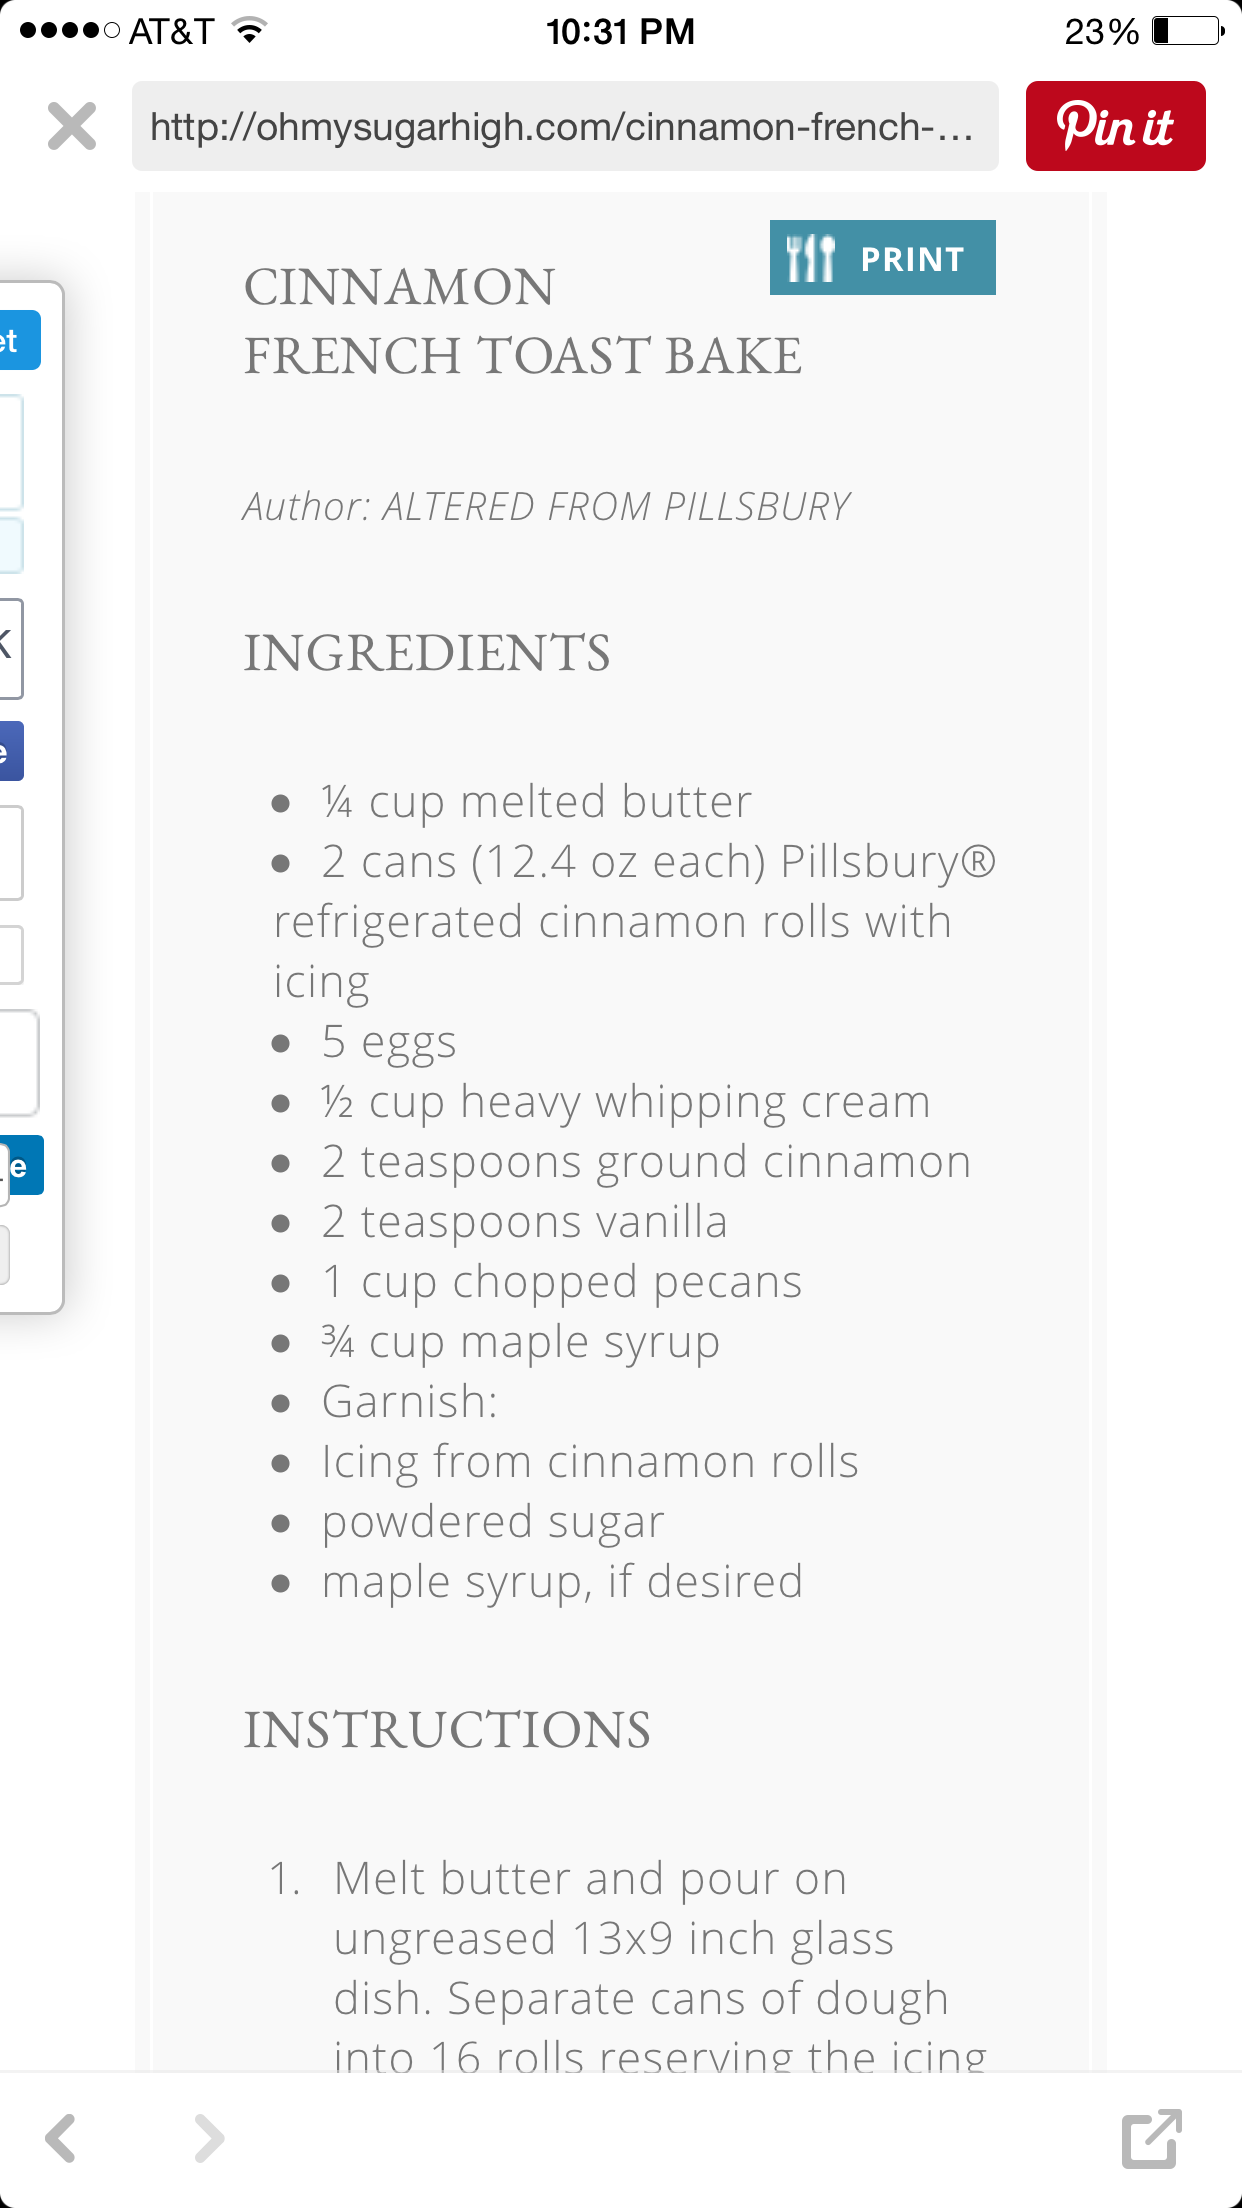 AT&T 10:31 PM 23%
http://ohmysugarhigh.com/cinnamon-french-...
Pin it
PRINT
CINNAMON
FRENCH TOAST BAKE
Author: ALTERED FROM PILLSBURY
INGREDIENTS
• ¼ cup melted butter
• 2 cans (12.4 oz each) Pillsbury®
refrigerated cinnamon rolls with
icing
• 5 eggs
• ½ cup heavy whipping cream
• 2 teaspoons ground cinnamon
• 2 teaspoons vanilla
• 1 cup chopped pecans
• ¾ cup maple syrup
• Garnish:
• Icing from cinnamon rolls
• powdered sugar
• maple syrup, if desired
INSTRUCTIONS
1. Melt butter and pour on
ungreased 13x9 inch glass
dish. Separate cans of dough
into 16 rolls reserving the icing